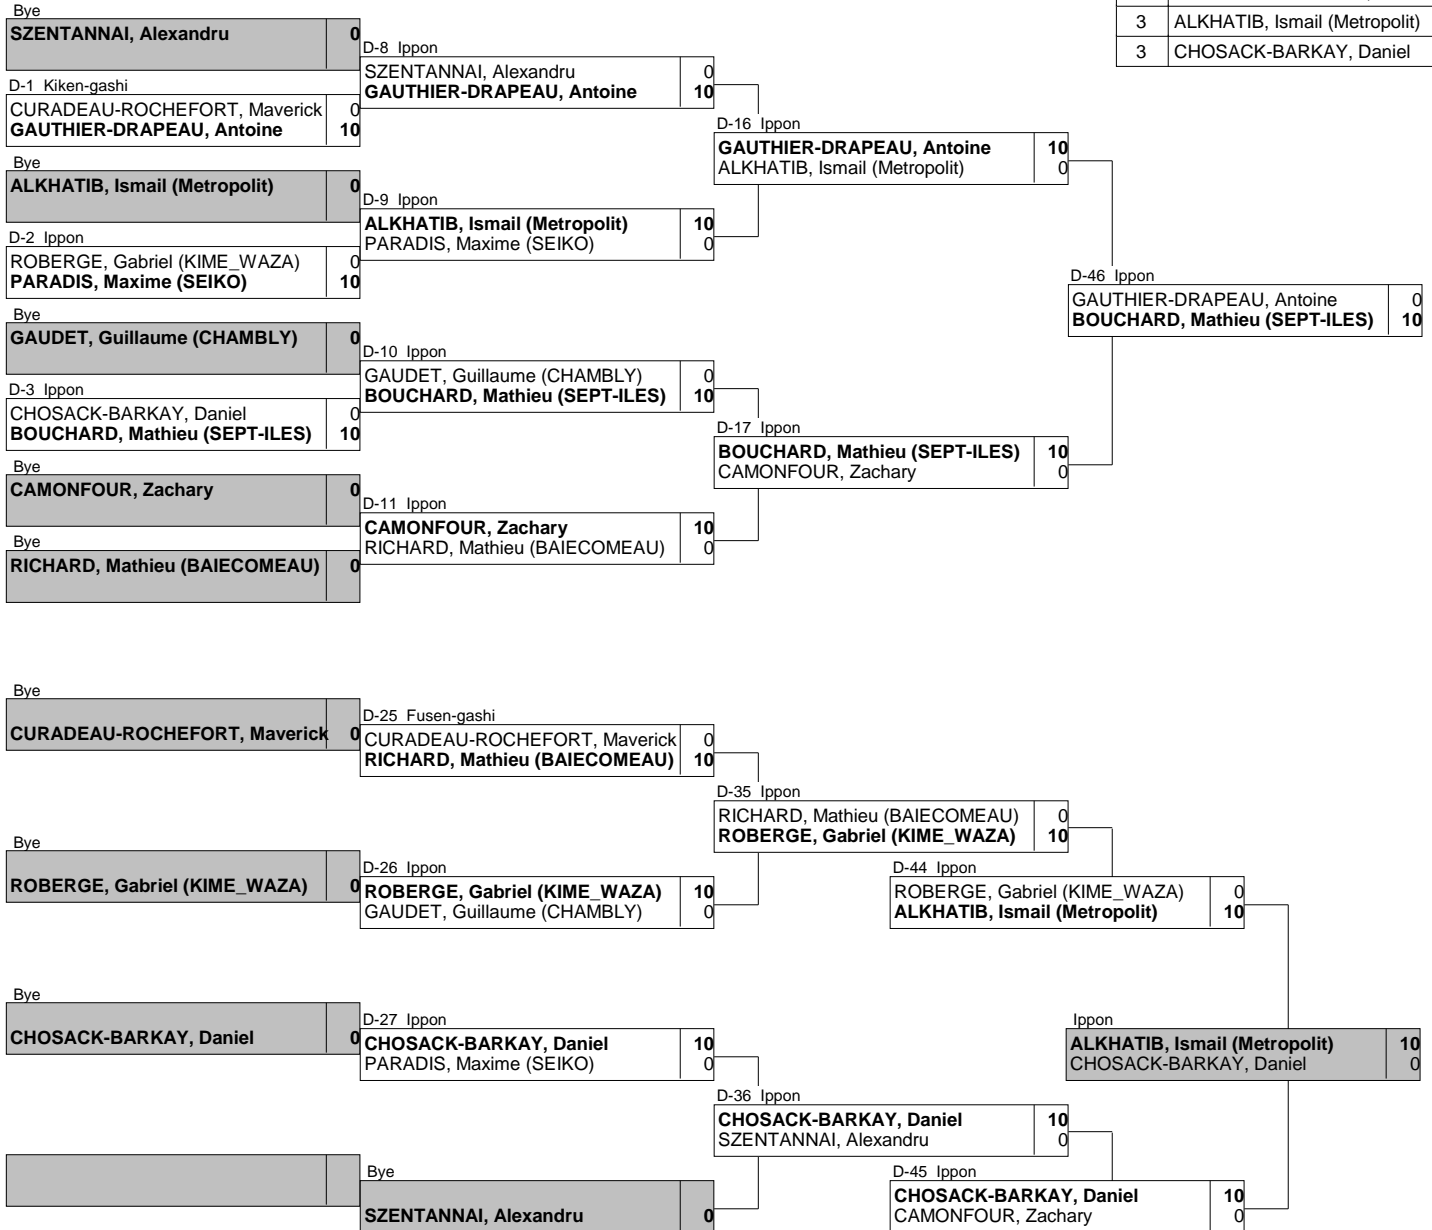 3 ALKHATIB, Ismail (Metropolit)
3 CHOSACK-BARKAY, Daniel
Bye
SZENTANNAI, Alexandru 0
D-1 Kiken-gashi
CURADEAU-ROCHEFORT, Maverick 0
GAUTHIER-DRAPEAU, Antoine 10
Bye
ALKHATIB, Ismail (Metropolit) 0
D-2 Ippon
ROBERGE, Gabriel (KIME_WAZA) 0
PARADIS, Maxime (SEIKO) 10
Bye
GAUDET, Guillaume (CHAMBLY) 0
D-3 Ippon
CHOSACK-BARKAY, Daniel 0
BOUCHARD, Mathieu (SEPT-ILES) 10
Bye
CAMONFOUR, Zachary 0
Bye
RICHARD, Mathieu (BAIECOMEAU) 0
D-8 Ippon
SZENTANNAI, Alexandru 0
GAUTHIER-DRAPEAU, Antoine 10
D-9 Ippon
ALKHATIB, Ismail (Metropolit) 10
PARADIS, Maxime (SEIKO) 0
D-10 Ippon
GAUDET, Guillaume (CHAMBLY) 0
BOUCHARD, Mathieu (SEPT-ILES) 10
D-11 Ippon
CAMONFOUR, Zachary 10
RICHARD, Mathieu (BAIECOMEAU) 0
D-16 Ippon
GAUTHIER-DRAPEAU, Antoine 10
ALKHATIB, Ismail (Metropolit) 0
D-17 Ippon
BOUCHARD, Mathieu (SEPT-ILES) 10
CAMONFOUR, Zachary 0
D-46 Ippon
GAUTHIER-DRAPEAU, Antoine 0
BOUCHARD, Mathieu (SEPT-ILES) 10
Bye
CURADEAU-ROCHEFORT, Maverick 0
Bye
ROBERGE, Gabriel (KIME_WAZA) 0
Bye
CHOSACK-BARKAY, Daniel 0
D-25 Fusen-gashi
CURADEAU-ROCHEFORT, Maverick 0
RICHARD, Mathieu (BAIECOMEAU) 10
D-26 Ippon
ROBERGE, Gabriel (KIME_WAZA) 10
GAUDET, Guillaume (CHAMBLY) 0
D-27 Ippon
CHOSACK-BARKAY, Daniel 10
PARADIS, Maxime (SEIKO) 0
Bye
SZENTANNAI, Alexandru 0
D-35 Ippon
RICHARD, Mathieu (BAIECOMEAU) 0
ROBERGE, Gabriel (KIME_WAZA) 10
D-36 Ippon
CHOSACK-BARKAY, Daniel 10
SZENTANNAI, Alexandru 0
D-44 Ippon
ROBERGE, Gabriel (KIME_WAZA) 0
ALKHATIB, Ismail (Metropolit) 10
D-45 Ippon
CHOSACK-BARKAY, Daniel 10
CAMONFOUR, Zachary 0
Ippon
ALKHATIB, Ismail (Metropolit) 10
CHOSACK-BARKAY, Daniel 0